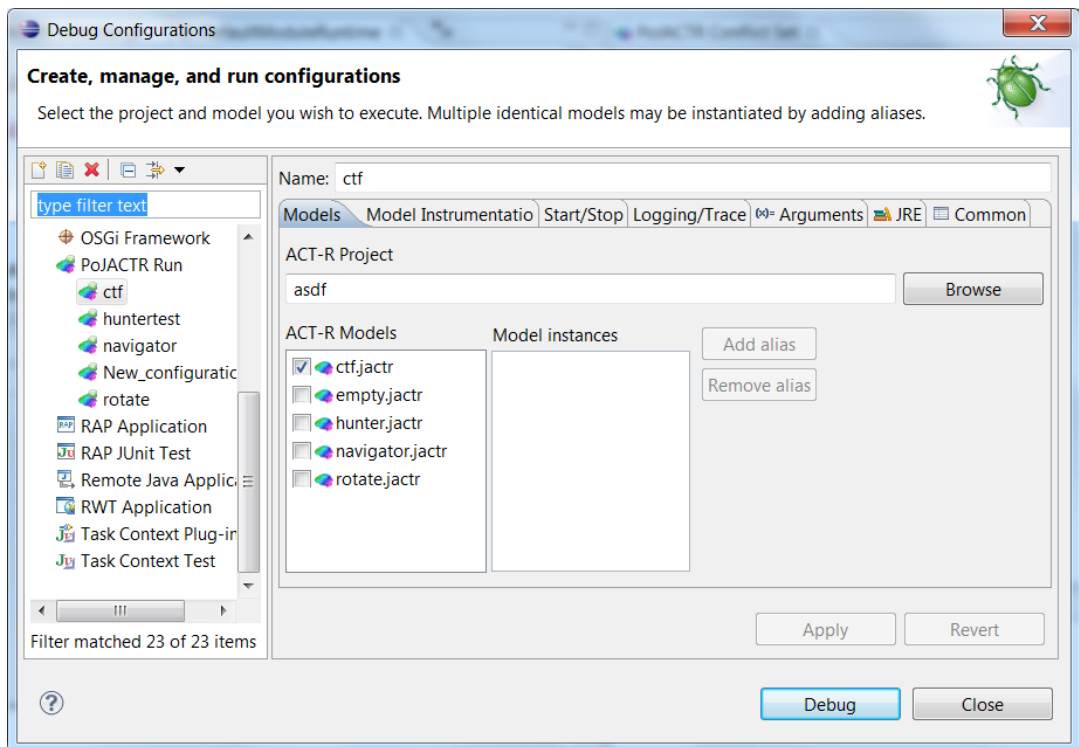 Debug Configurations
Create, manage, and run configurations
Select the project and model you wish to execute. Multiple identical models may be instantiated by adding aliases.
type filter text
OSGi Framework
PoJACTR Run
ctf
huntertest
navigator
New_configuratic
rotate
RAP Application
Ju RAP JUnit Test
Remote Java Applic
RWT Application
Task Context Plug-in
Ju Task Context Test
Filter matched 23 of 23 items
Name: ctf
Models Model Instrumentatio Start/Stop Logging/Trace (x)= Arguments JRE Common
ACT-R Project
asdf Browse
ACT-R Models Model instances
ctf.jactr
empty.jactr
hunter.jactr
navigator.jactr
rotate.jactr
Add alias
Remove alias
Apply Revert
? Debug Close